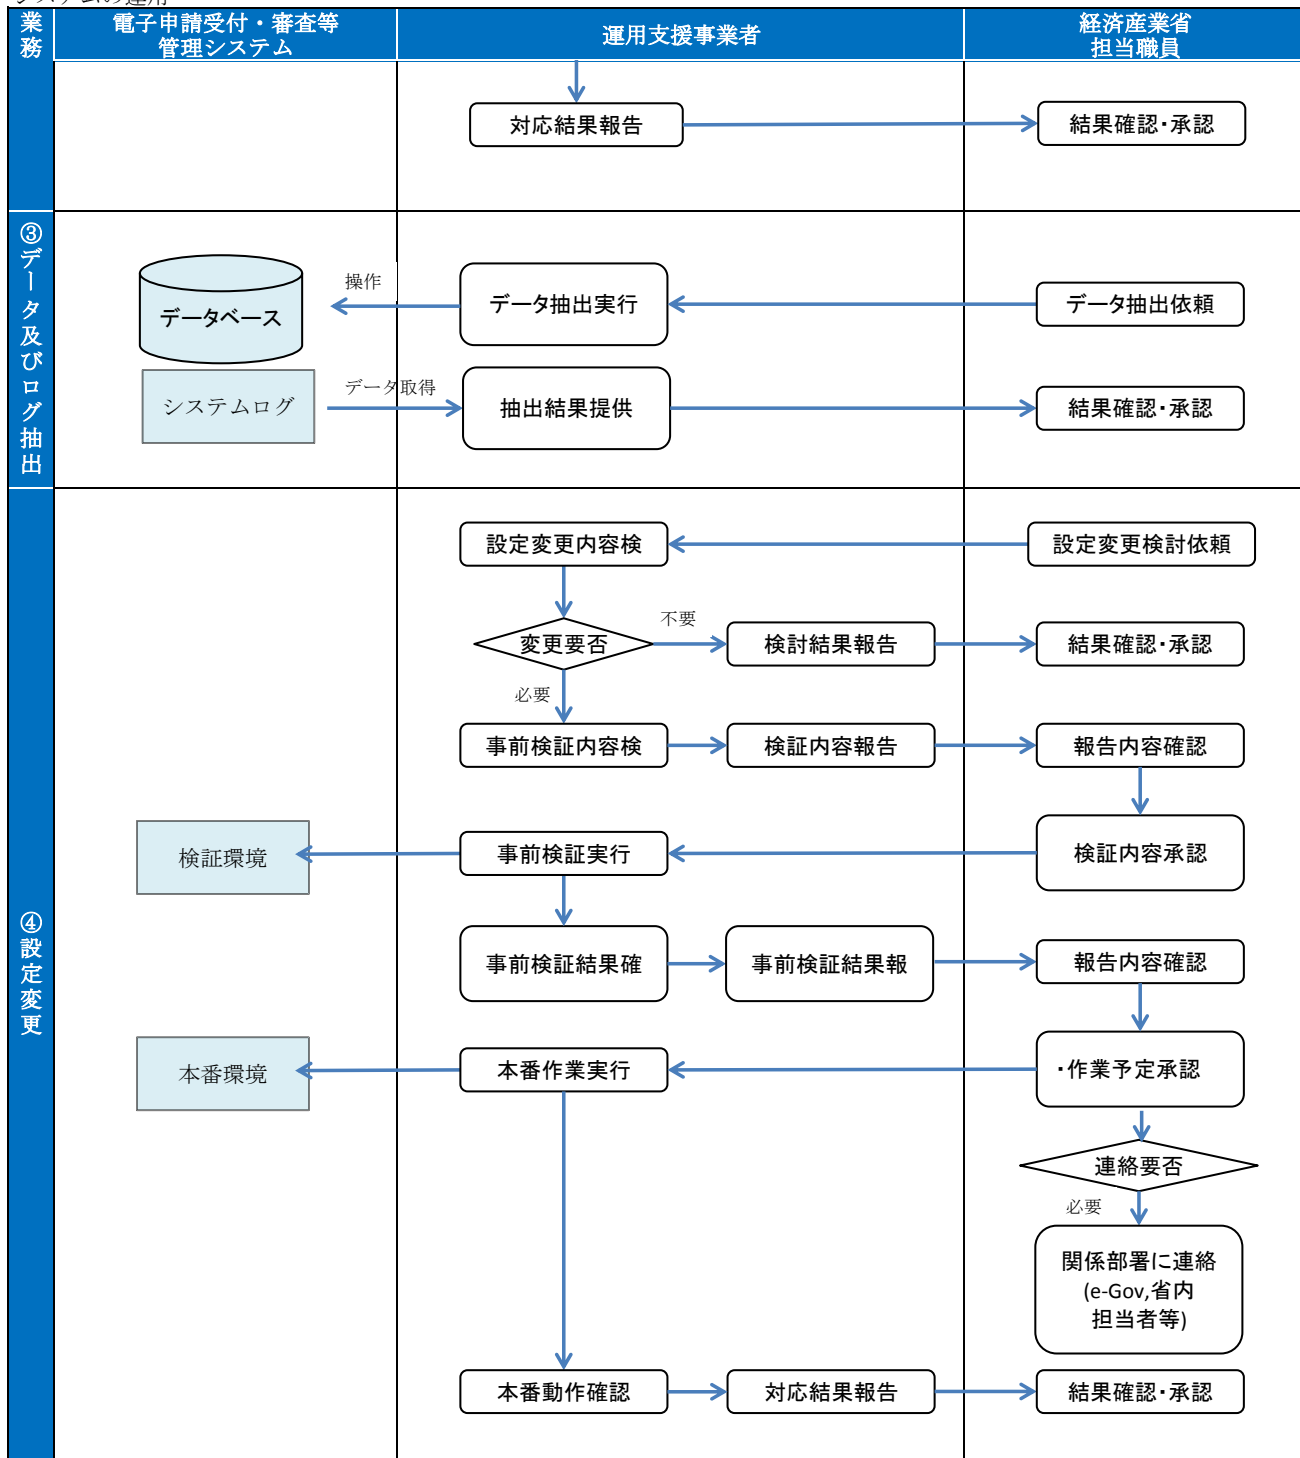 システムの運用
業務
電子申請受付・審査等
管理システム
運用支援事業者
経済産業省
担当職員
対応結果報告
結果確認・承認
③データ及びログ抽出
データベース
操作
データ抽出実行
データ抽出依頼
システムログ
データ取得
抽出結果提供
結果確認・承認
④設定変更
設定変更内容検
設定変更検討依頼
変更要否
不要
検討結果報告
結果確認・承認
必要
事前検証内容検
検証内容報告
報告内容確認
検証環境
事前検証実行
検証内容承認
事前検証結果確
事前検証結果報
報告内容確認
本番環境
本番作業実行
・作業予定承認
連絡要否
必要
関係部署に連絡
(e-Gov,省内
担当者等)
本番動作確認
対応結果報告
結果確認・承認